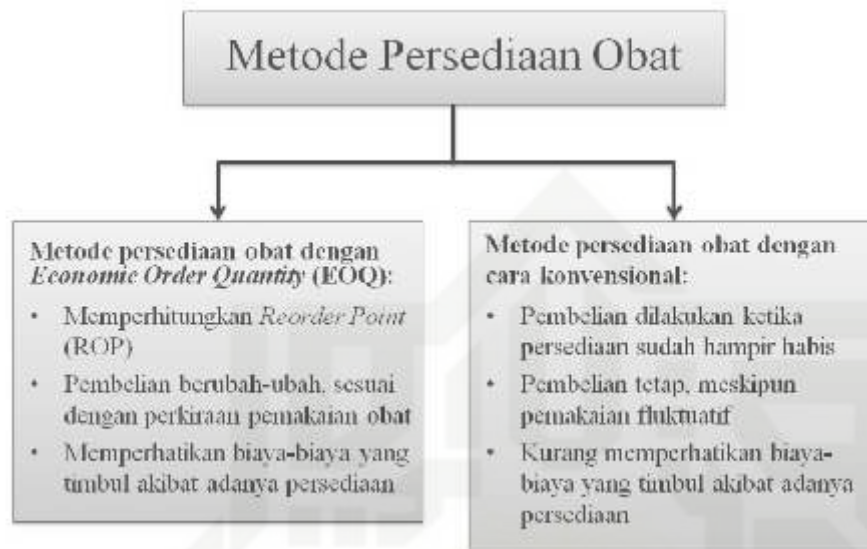 Metode Persediaan Obat
Metode persediaan obat dengan
Economic Order Quantity (EOQ):
• Memperhitungkan Reorder Point
(ROP)
• Pembelian berubah-ubah, sesuai
dengan perkiraan pemakaian obat
• Memperhatikan biaya-biaya yang
timbul akibat adanya persediaan
Metode persediaan obat dengan
cara konvensional:
• Pembelian dilakukan ketika
persediaan sudah hampir habis
• Pembelian tetap, meskipun
pemakaian fluktuatif
• Kurang memperhatikan biaya-
biaya yang timbul akibat adanya
persediaan